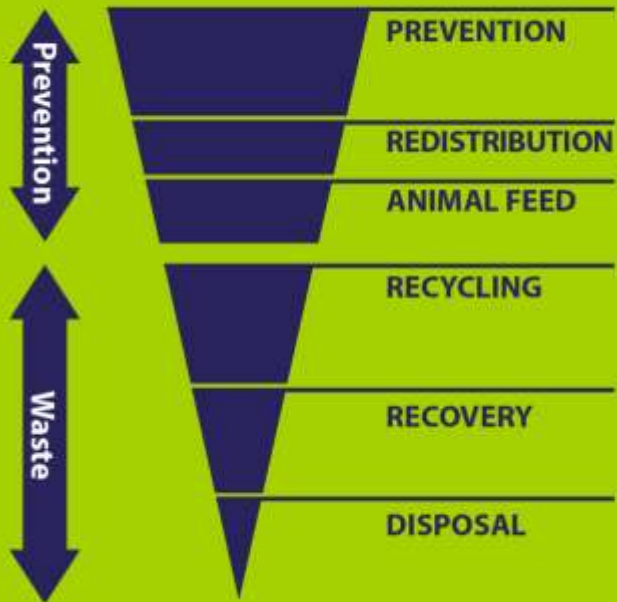 Prevention
PREVENTION
REDISTRIBUTION
ANIMAL FEED
Waste
RECYCLING
RECOVERY
DISPOSAL